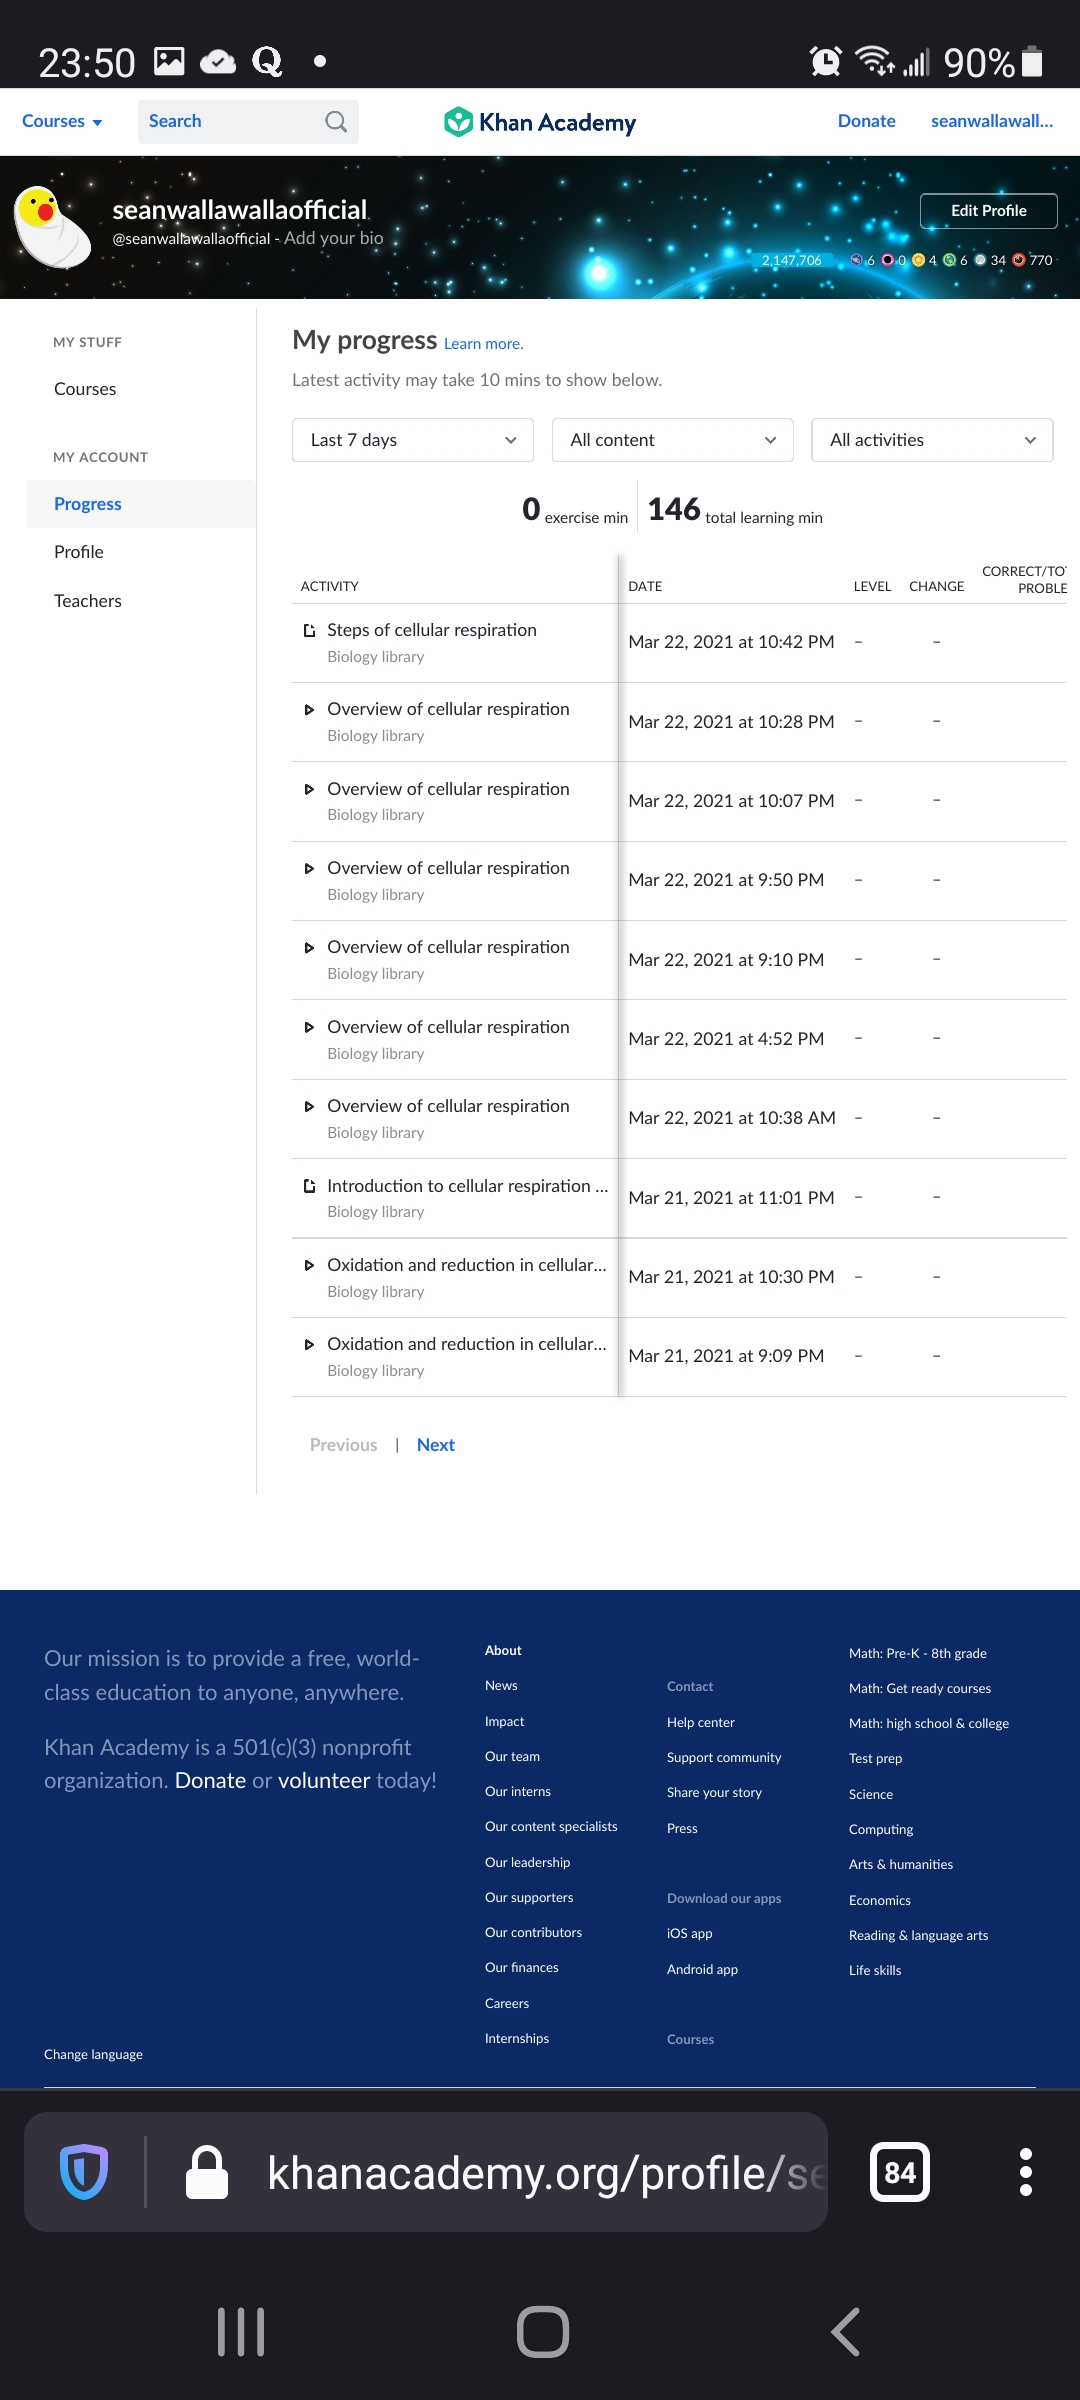 23:50 90%
Courses Search Khan Academy Donate seanwallawall...
seanwallawallaofficial
@seanwallawallaofficial - Add your bio
Edit Profile
2,147,706 6 0 4 6 34 770
MY STUFF
Courses
MY ACCOUNT
Progress
Profile
Teachers
My progress Learn more.
Latest activity may take 10 mins to show below.
Last 7 days All content All activities
0 exercise min 146 total learning min
ACTIVITY DATE LEVEL CHANGE CORRECT/TO
PROBLE
Steps of cellular respiration
Biology library
Mar 22, 2021 at 10:42 PM – –
Overview of cellular respiration
Biology library
Mar 22, 2021 at 10:28 PM – –
Overview of cellular respiration
Biology library
Mar 22, 2021 at 10:07 PM – –
Overview of cellular respiration
Biology library
Mar 22, 2021 at 9:50 PM – –
Overview of cellular respiration
Biology library
Mar 22, 2021 at 9:10 PM – –
Overview of cellular respiration
Biology library
Mar 22, 2021 at 4:52 PM – –
Overview of cellular respiration
Biology library
Mar 22, 2021 at 10:38 AM – –
Introduction to cellular respiration ...
Biology library
Mar 21, 2021 at 11:01 PM – –
Oxidation and reduction in cellular...
Biology library
Mar 21, 2021 at 10:30 PM – –
Oxidation and reduction in cellular...
Biology library
Mar 21, 2021 at 9:09 PM – –
Previous | Next
Our mission is to provide a free, world-
class education to anyone, anywhere.
Khan Academy is a 501(c)(3) nonprofit
organization. Donate or volunteer today!
Change language
About
News
Impact
Our team
Our interns
Our content specialists
Our leadership
Our supporters
Our contributors
Our finances
Careers
Internships
Contact
Help center
Support community
Share your story
Press
Download our apps
iOS app
Android app
Courses
Math: Pre-K - 8th grade
Math: Get ready courses
Math: high school & college
Test prep
Science
Computing
Arts & humanities
Economics
Reading & language arts
Life skills
khanacademy.org/profile/se
84